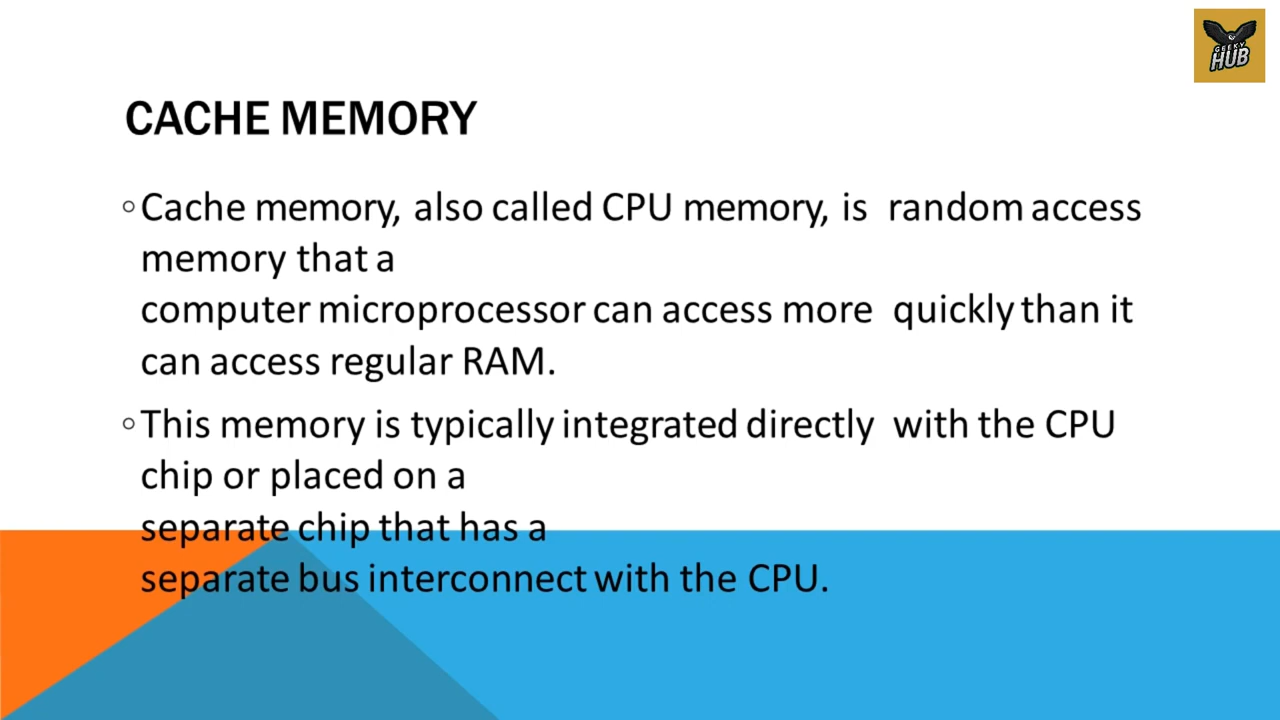 GEEKY
HUB
CACHE MEMORY
◦Cache memory, also called CPU memory, is random access
memory that a
computer microprocessor can access more quickly than it
can access regular RAM.
◦This memory is typically integrated directly with the CPU
chip or placed on a
separate chip that has a
separate bus interconnect with the CPU.